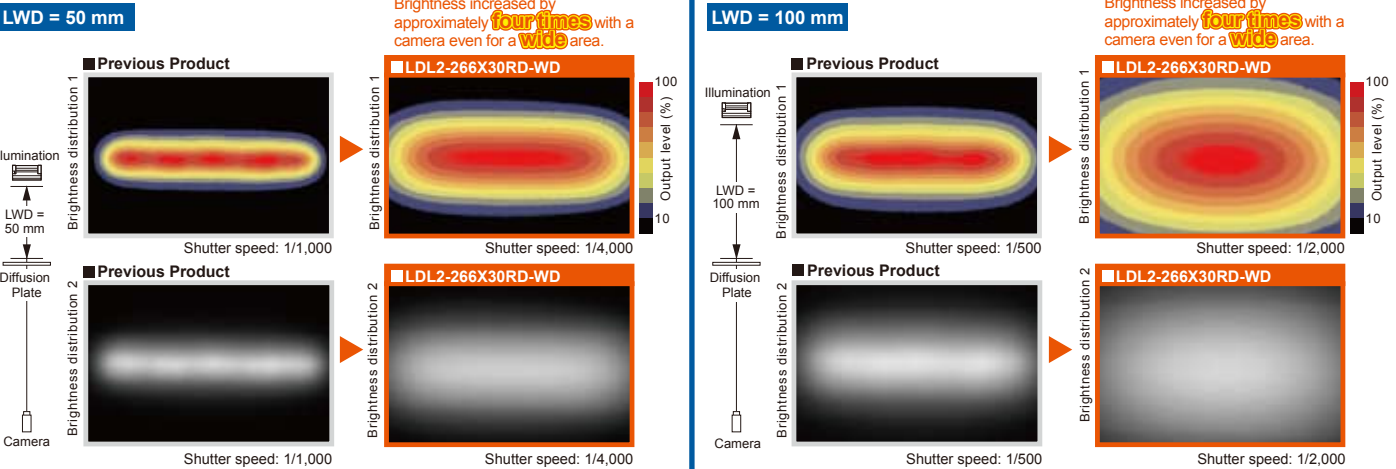 LWD = 50 mm
Brightness increased by
approximately four times with a
camera even for a wide area.
■Previous Product
■LDL2-266X30RD-WD
Brightness distribution 1
Brightness distribution 1
100
Output level (%)
10
lumination
LWD =
50 mm
Diffusion
Plate
Camera
Shutter speed: 1/1,000
Shutter speed: 1/4,000
■Previous Product
■LDL2-266X30RD-WD
Brightness distribution 2
Brightness distribution 2
Shutter speed: 1/1,000
Shutter speed: 1/4,000
LWD = 100 mm
Brightness increased by
approximately four times with a
camera even for a wide area.
■Previous Product
■LDL2-266X30RD-WD
Brightness distribution 1
Brightness distribution 1
100
Output level (%)
10
Illumination
LWD =
100 mm
Diffusion
Plate
Camera
Shutter speed: 1/500
Shutter speed: 1/2,000
■Previous Product
■LDL2-266X30RD-WD
Brightness distribution 2
Brightness distribution 2
Shutter speed: 1/500
Shutter speed: 1/2,000